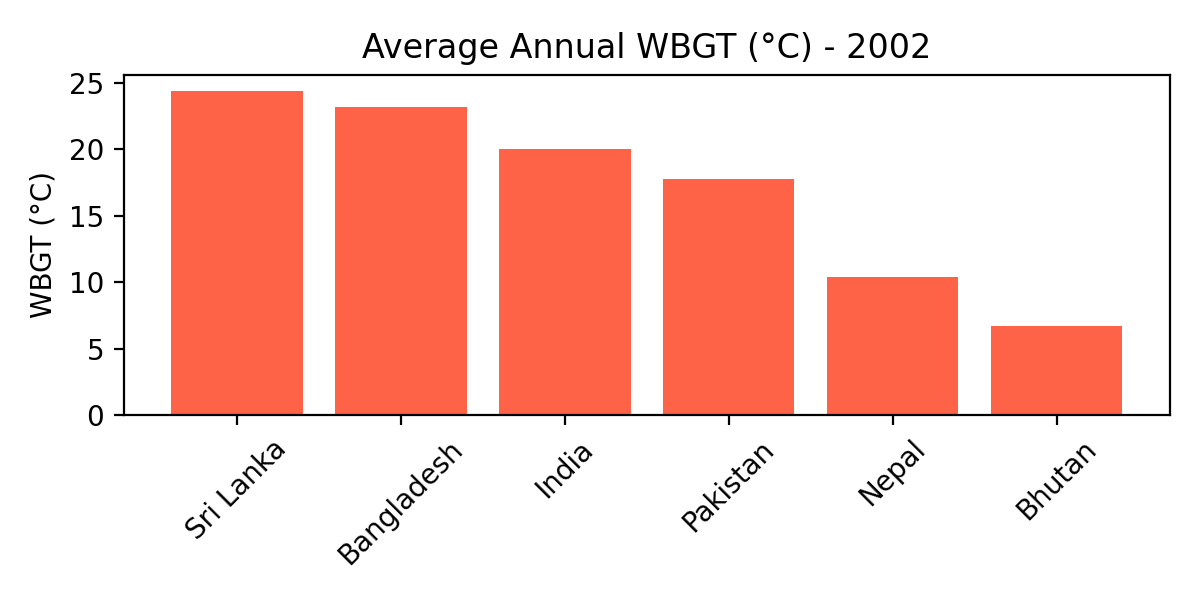 Average Annual WBGT (°C) - 2002
WBGT (°C)
25
20
15
10
5
0
Sri Lanka
Bangladesh
India
Pakistan
Nepal
Bhutan